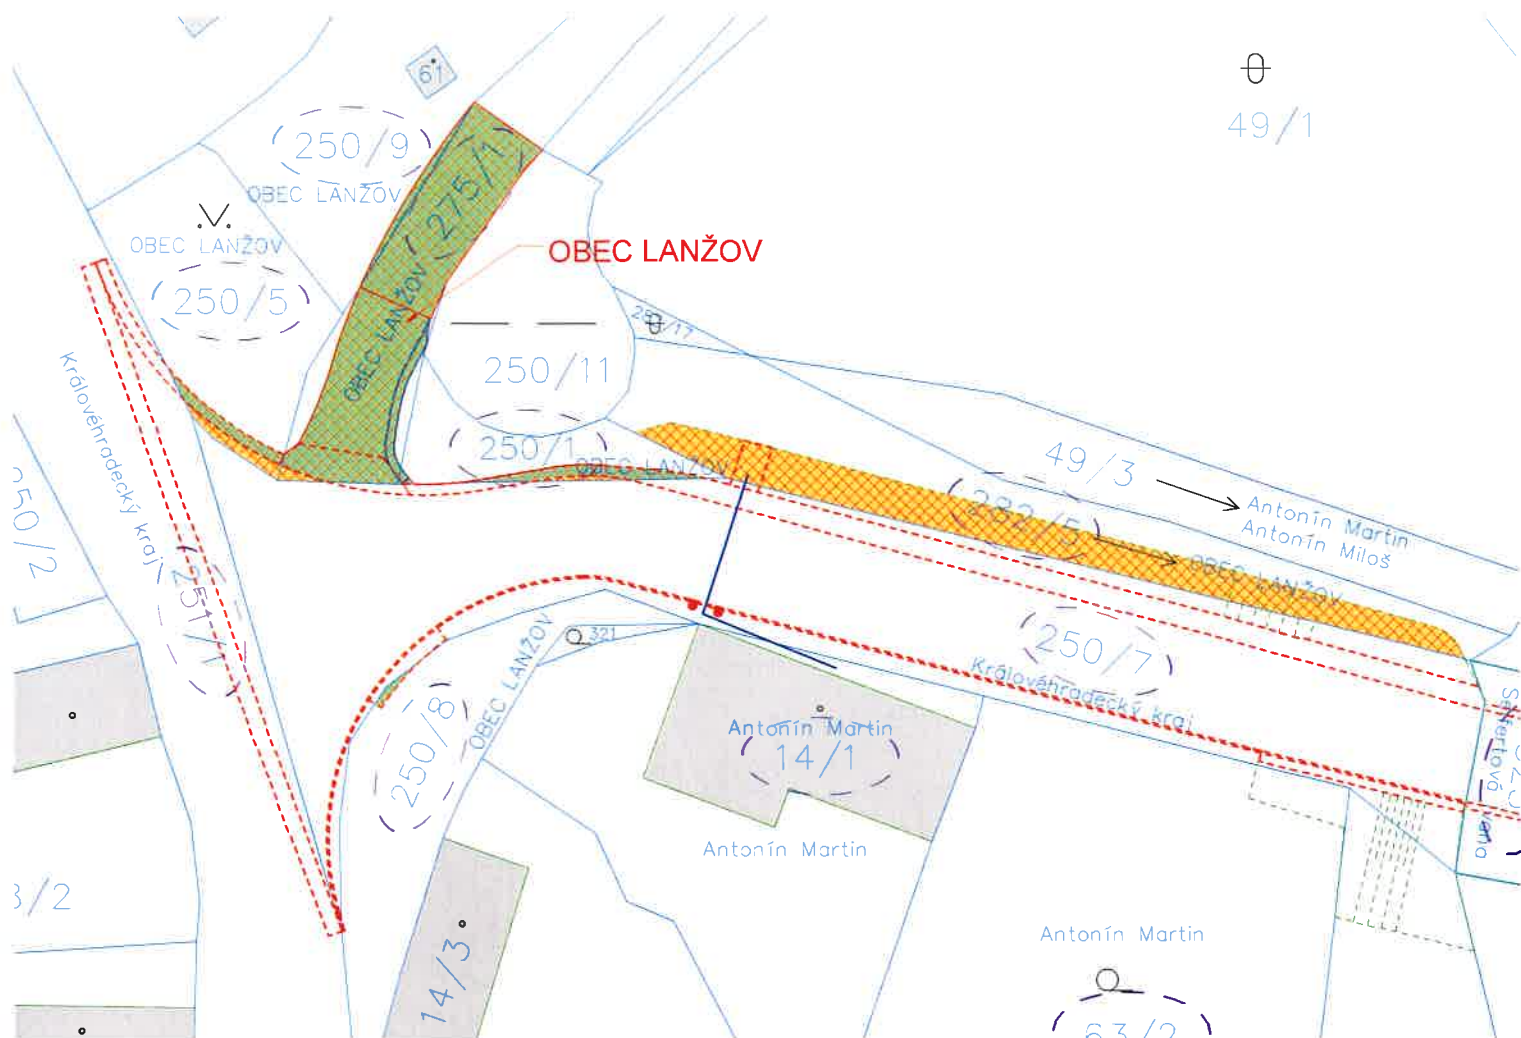 61
49/1
250/9
OBEC LANŽOV
275/1
OBEC LANŽOV
OBEC LANŽOV
250/5
OBEC LANŽOV
250/11
250/1
OBEC LANŽOV
Královéhradecký kraj
251/1
49/3
Antonín Martin
Antonín Miloš
282/5
OBEC LANŽOV
250/7
Královéhradecký kraj
321
OBEC LANŽOV
250/8
Antonín Martin
14/1
Antonín Martin
14/3
Antonín Martin
63/2
250/2
3/2